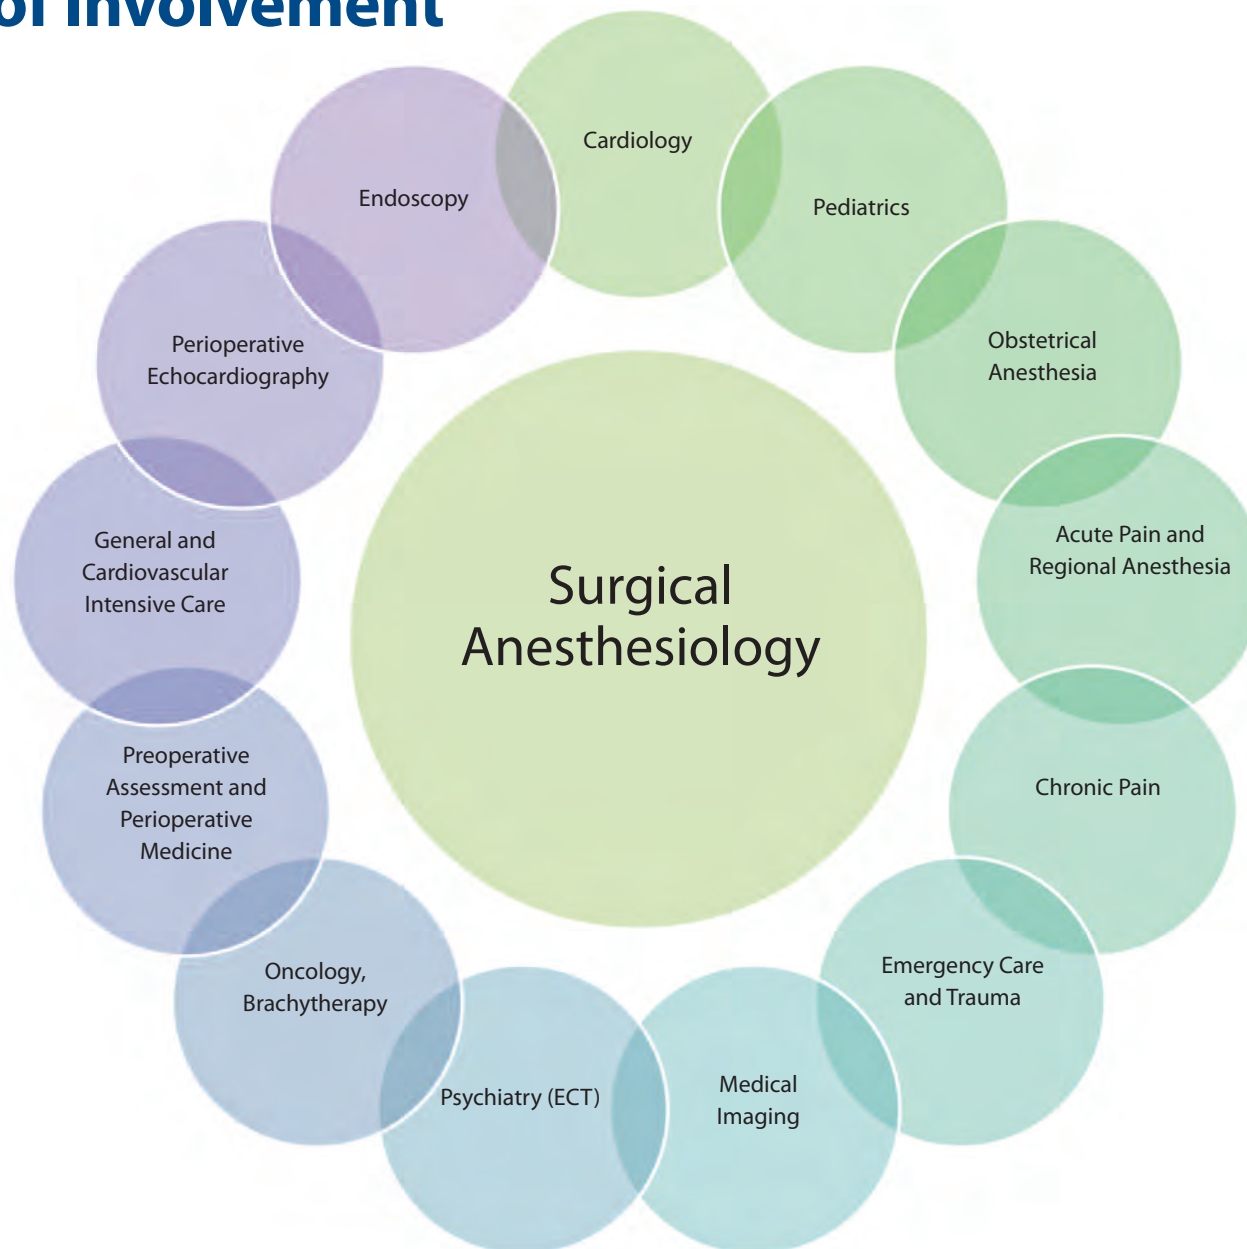 of Involvement
Cardiology
Pediatrics
Obstetrical
Anesthesia
Acute Pain and
Regional Anesthesia
Chronic Pain
Emergency Care
and Trauma
Medical
Imaging
Psychiatry (ECT)
Oncology,
Brachytherapy
Preoperative
Assessment and
Perioperative
Medicine
General and
Cardiovascular
Intensive Care
Perioperative
Echocardiography
Endoscopy
Surgical
Anesthesiology